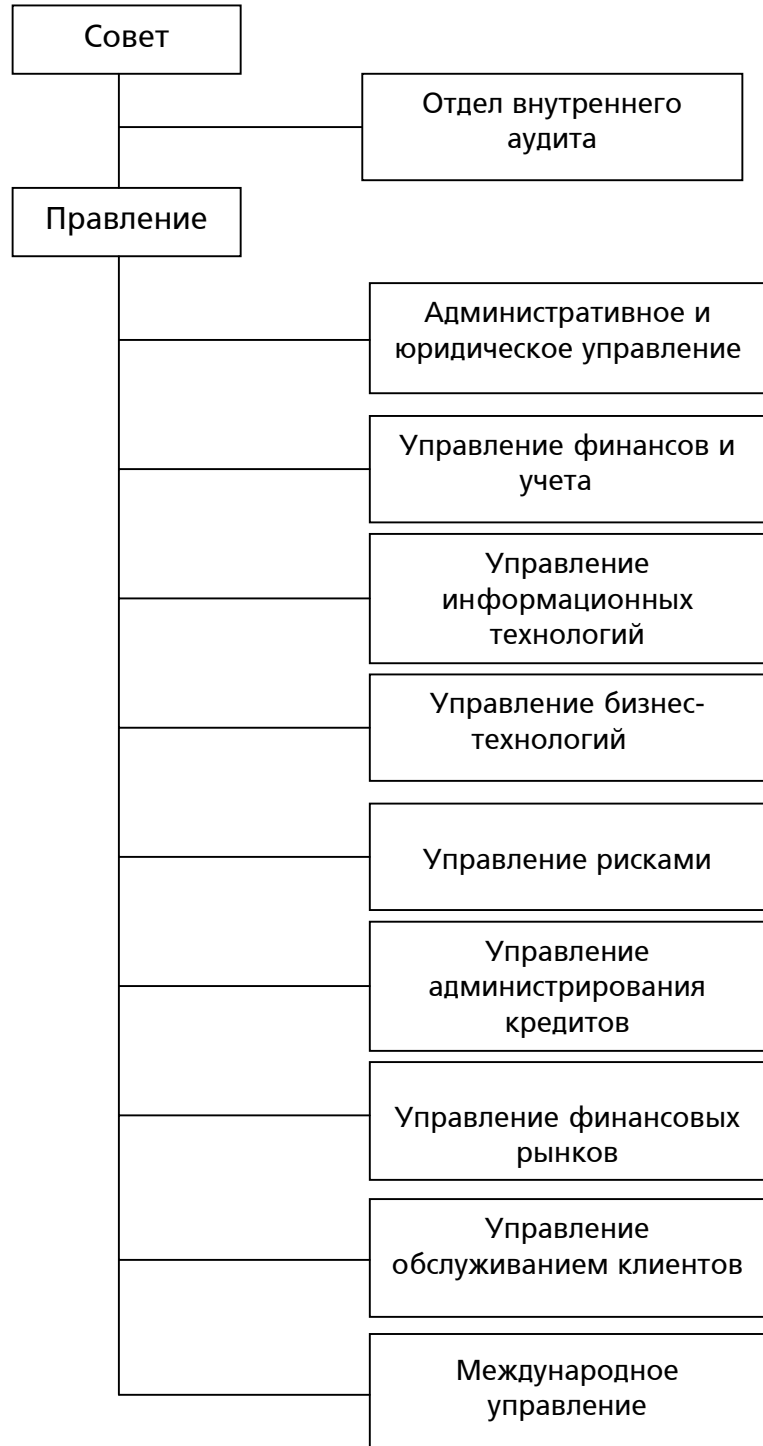 Совет
Отдел внутреннего
аудита
Правление
Административное и
юридическое управление
Управление финансов и
учета
Управление
информационных
технологий
Управление бизнес-
технологий
Управление рисками
Управление
администрирования
кредитов
Управление финансовых
рынков
Управление
обслуживанием клиентов
Международное
управление